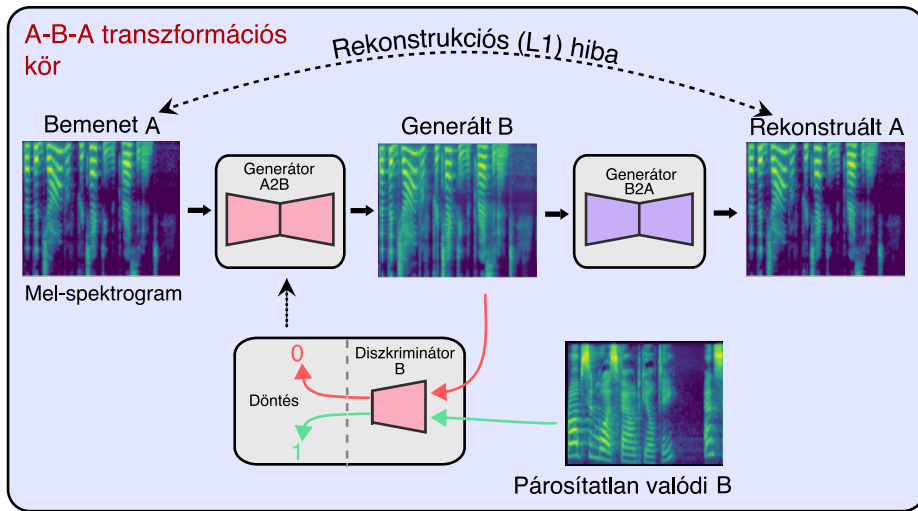 A-B-A transzformációs
kör
Rekonstrukciós (L1) hiba
Bemenet A
Generált B
Rekonstruált A
Generátor
A2B
Generátor
B2A
Mel-spektrogram
0
Diszkriminátor
B
Döntés
1
Párosítatlan valódi B